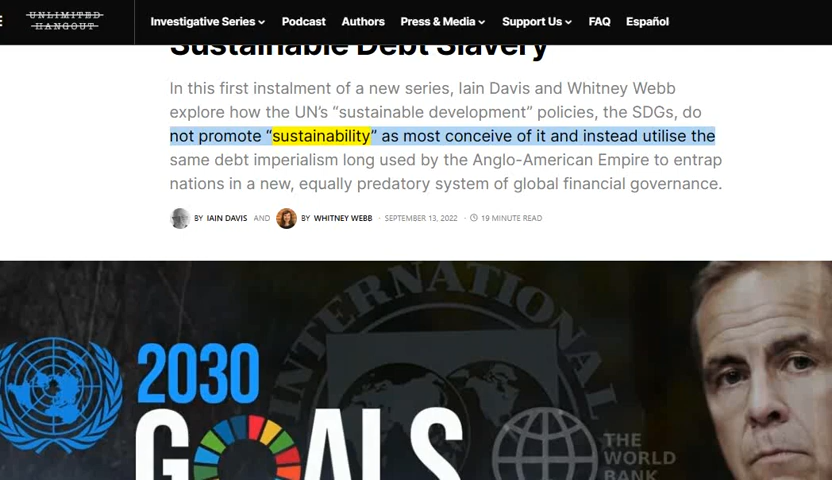 UNLIMITED
HANGOUT
Investigative Series
Podcast
Authors
Press & Media
Support Us
FAQ
Español
Sustainable Debt Slavery
In this first instalment of a new series, Iain Davis and Whitney Webb
explore how the UN’s “sustainable development” policies, the SDGs, do
not promote “sustainability” as most conceive of it and instead utilise the
same debt imperialism long used by the Anglo-American Empire to entrap
nations in a new, equally predatory system of global financial governance.
BY IAIN DAVIS AND BY WHITNEY WEBB · SEPTEMBER 13, 2022 · 19 MINUTE READ
INTERNATIONAL
2030
GOALS
THE
WORLD
BANK